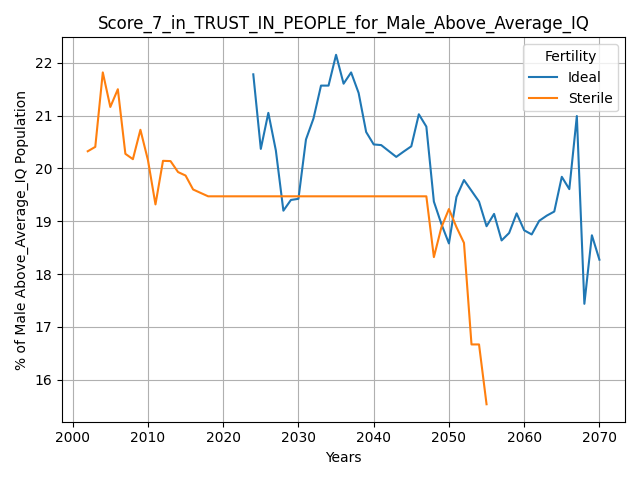 Score_7_in_TRUST_IN_PEOPLE_for_Male_Above_Average_IQ
% of Male Above_Average_IQ Population
22
21
20
19
18
17
16
Fertility
Ideal
Sterile
2000 2010 2020 2030 2040 2050 2060 2070
Years